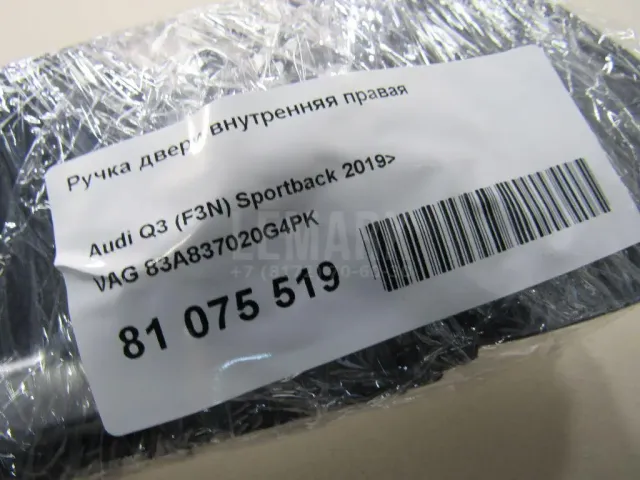 Ручка двери внутренняя правая
Audi Q3 (F3N) Sportback 2019>
VAG 83A837020G4PK
81 075 519